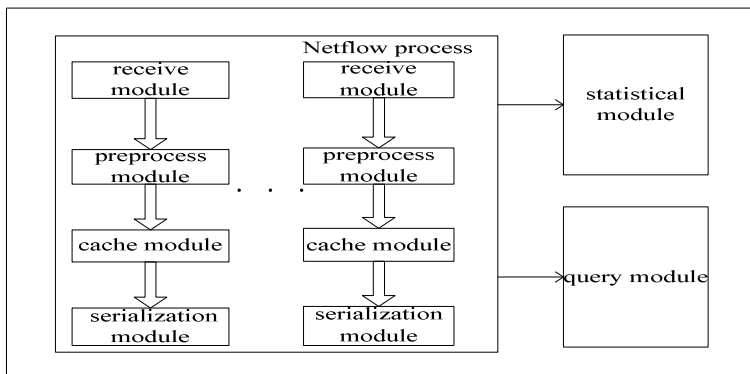 Netflow process
receive
module
preprocess
module
cache module
serialization
module
. . .
receive
module
preprocess
module
cache module
serialization
module
statistical
module
query module